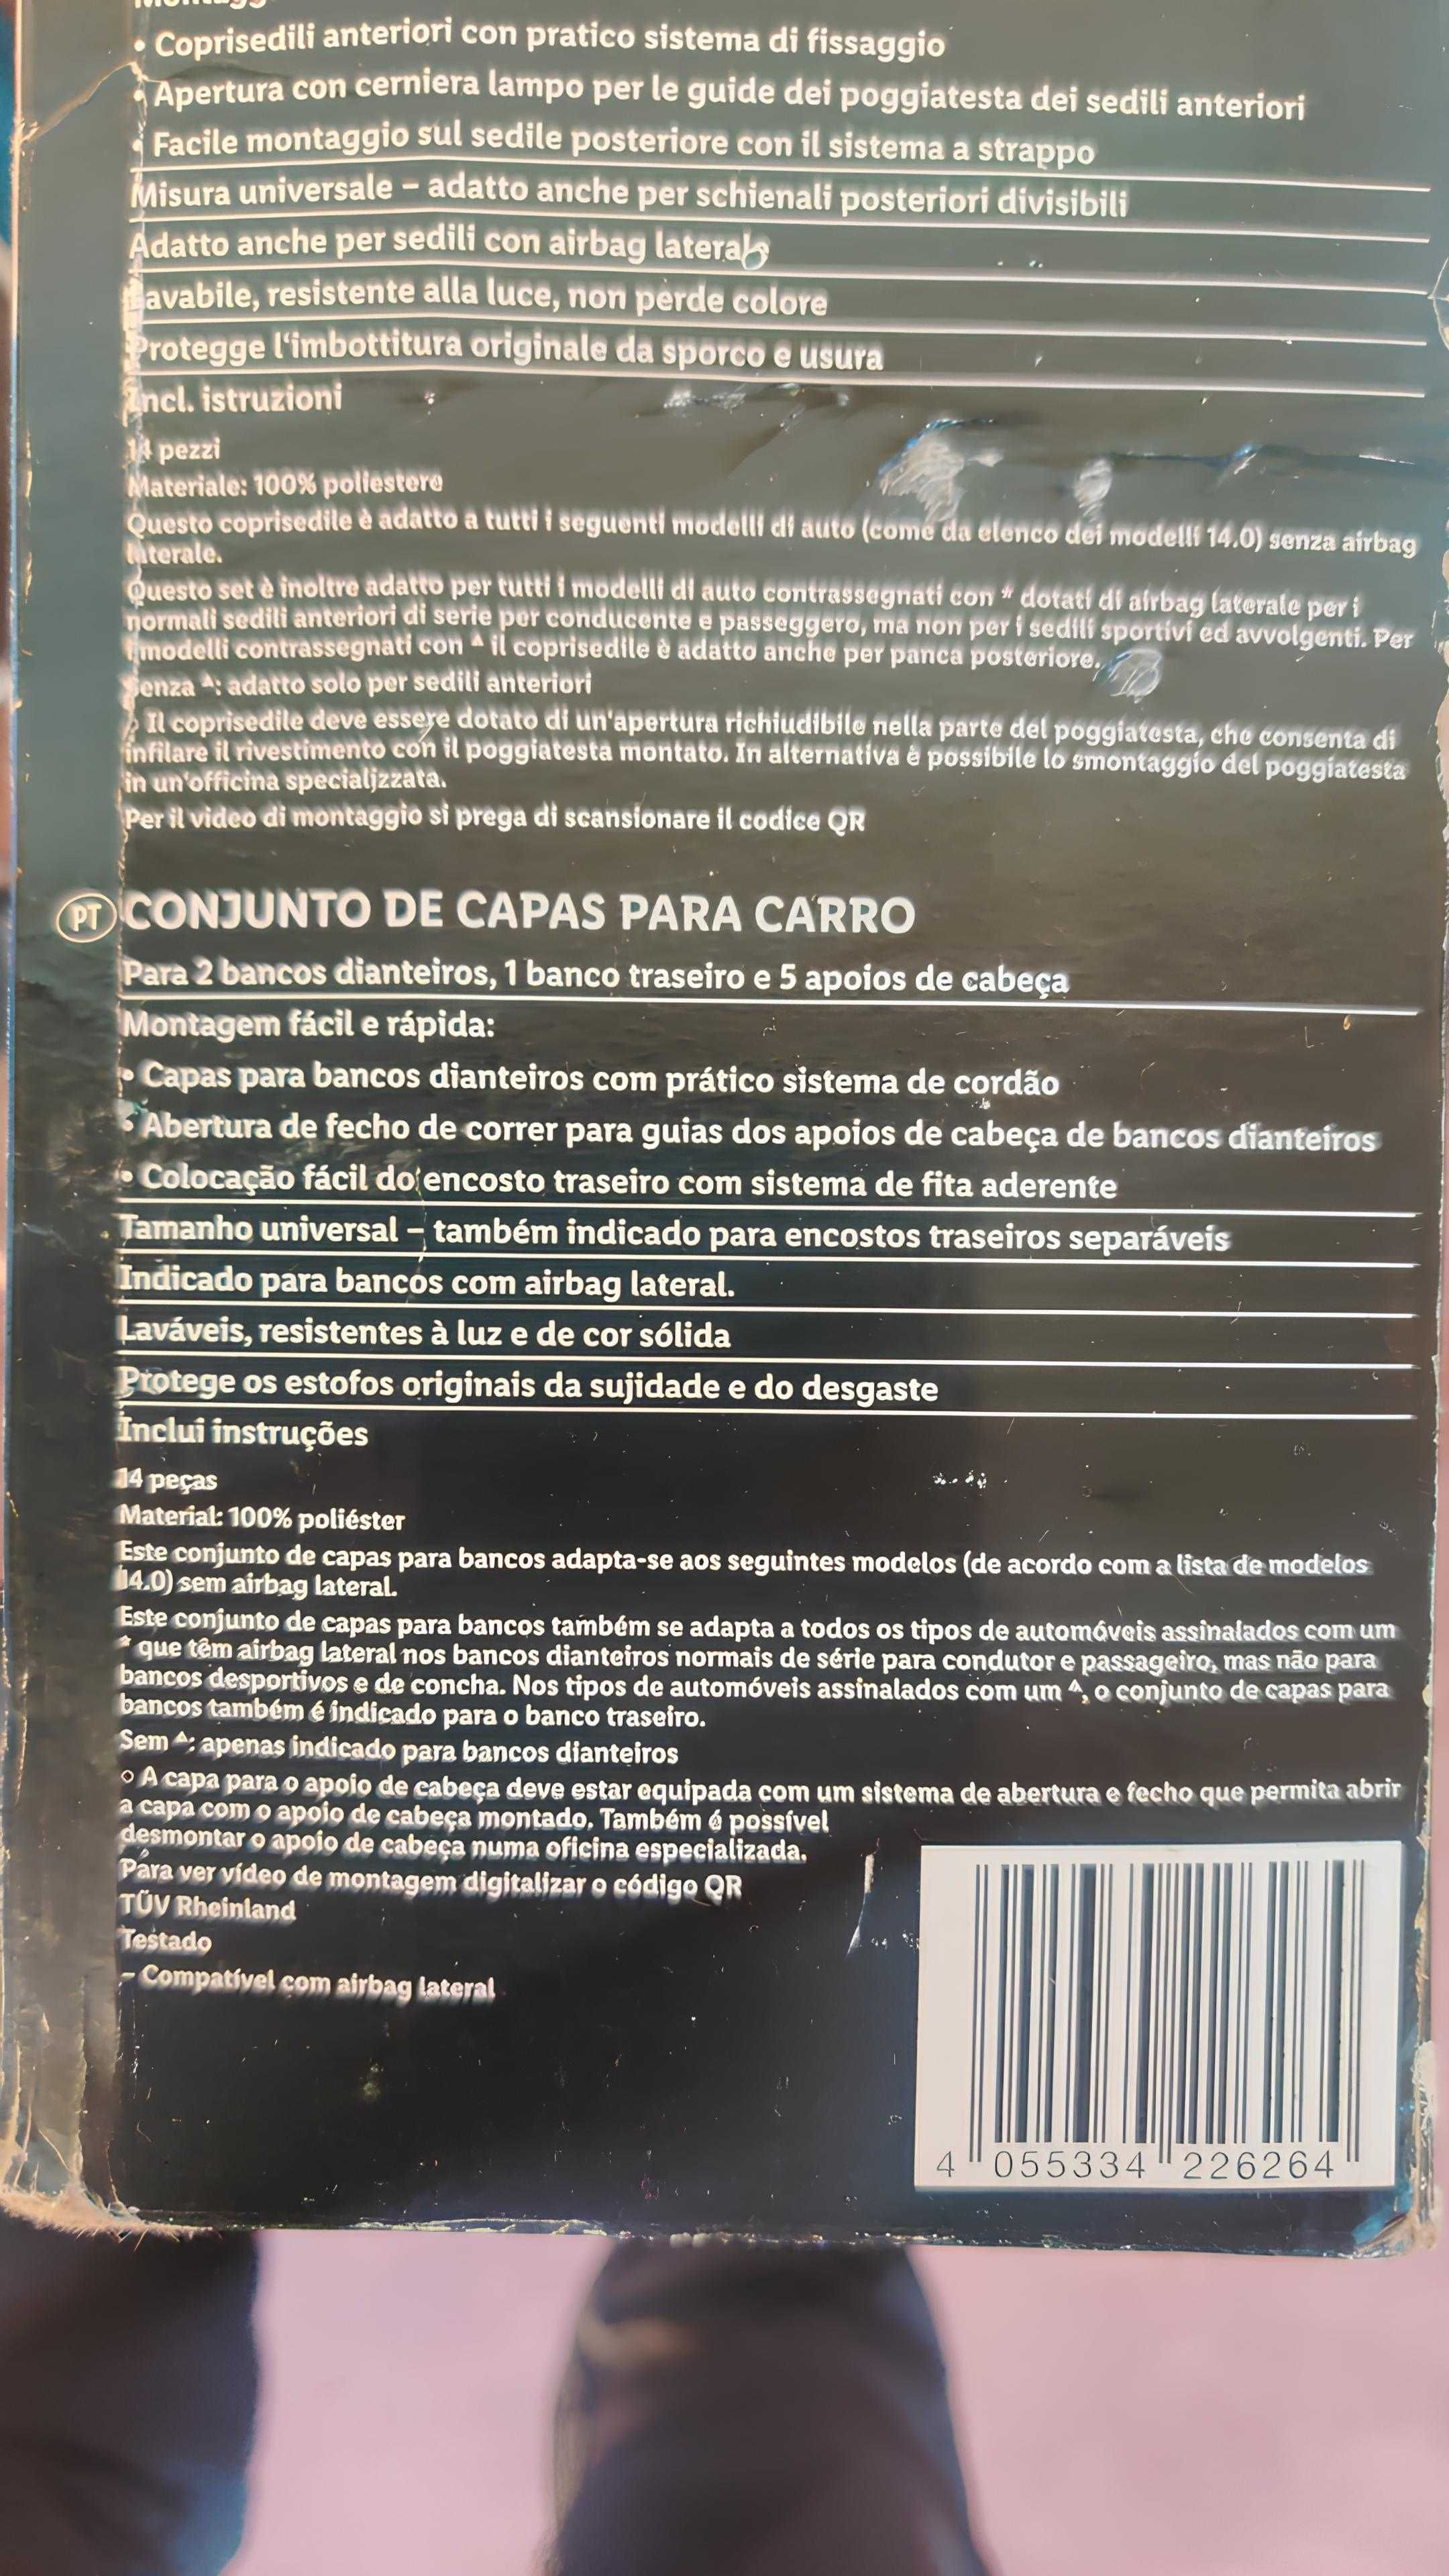 • Coprisedili anteriori con pratico sistema di fissaggio
• Apertura con cerniera lampo per le guide dei poggiatesta dei sedili anteriori
• Facile montaggio sul sedile posteriore con il sistema a strappo
Misura universale – adatto anche per schienali posteriori divisibili
Adatto anche per sedili con airbag laterale
Lavabile, resistente alla luce, non perde colore
Protegge l'imbottitura originale da sporco e usura
Incl. istruzioni
14 pezzi
Materiale: 100% poliestere
Questo coprisedile è adatto a tutti i seguenti modelli di auto (come da elenco dei modelli 14.0) senza airbag
laterale.
Questo set è inoltre adatto per tutti i modelli di auto contrassegnati con * dotati di airbag laterale per i
normali sedili anteriori di serie per conducente e passeggero, ma non per i sedili sportivi ed avvolgenti. Per
i modelli contrassegnati con ^ il coprisedile è adatto anche per panca posteriore.
Senza ^: adatto solo per sedili anteriori
◊ Il coprisedile deve essere dotato di un'apertura richiudibile nella parte del poggiatesta, che consenta di
infilare il rivestimento con il poggiatesta montato. In alternativa è possibile lo smontaggio del poggiatesta
in un'officina specializzata.
Per il video di montaggio si prega di scansionare il codice QR
PT CONJUNTO DE CAPAS PARA CARRO
Para 2 bancos dianteiros, 1 banco traseiro e 5 apoios de cabeça
Montagem fácil e rápida:
• Capas para bancos dianteiros com prático sistema de cordão
• Abertura de fecho de correr para guias dos apoios de cabeça de bancos dianteiros
• Colocação fácil do encosto traseiro com sistema de fita aderente
Tamanho universal – também indicado para encostos traseiros separáveis
Indicado para bancos com airbag lateral.
Laváveis, resistentes à luz e de cor sólida
Protege os estofos originais da sujidade e do desgaste
Inclui instruções
14 peças
Material: 100% poliéster
Este conjunto de capas para bancos adapta-se aos seguintes modelos (de acordo com a lista de modelos
14.0) sem airbag lateral.
Este conjunto de capas para bancos também se adapta a todos os tipos de automóveis assinalados com um
* que têm airbag lateral nos bancos dianteiros normais de série para condutor e passageiro, mas não para
bancos desportivos e de concha. Nos tipos de automóveis assinalados com um ^, o conjunto de capas para
bancos também é indicado para o banco traseiro.
Sem ^: apenas indicado para bancos dianteiros
◊ A capa para o apoio de cabeça deve estar equipada com um sistema de abertura e fecho que permita abrir
a capa com o apoio de cabeça montado. Também é possível
desmontar o apoio de cabeça numa oficina especializada.
Para ver vídeo de montagem digitalizar o código QR
TÜV Rheinland
Testado
– Compatível com airbag lateral
4 055334 226264